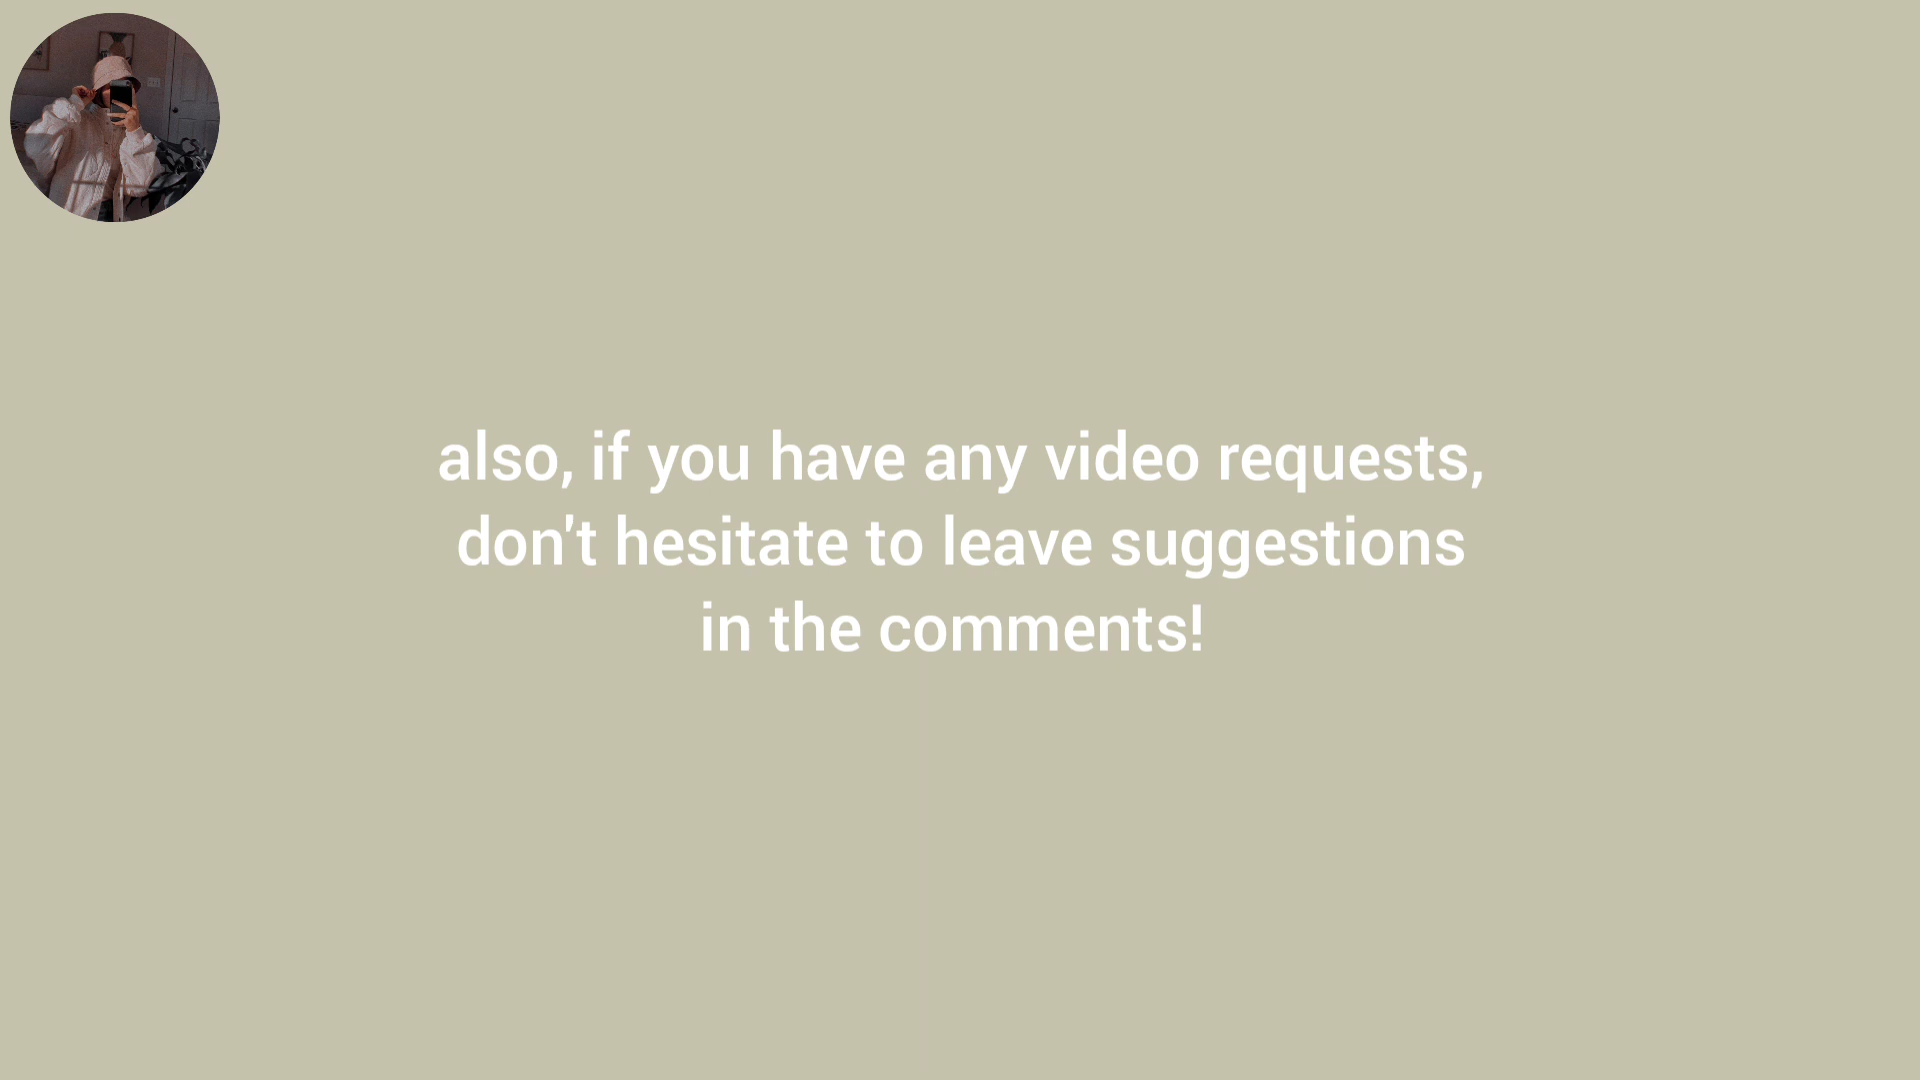 also, if you have any video requests,
don't hesitate to leave suggestions
in the comments!